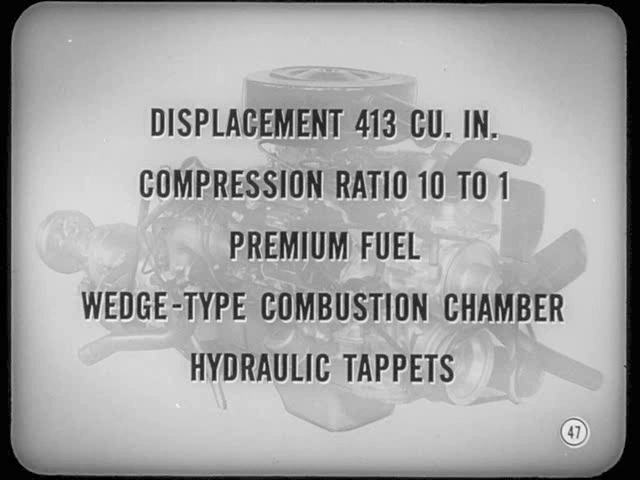 DISPLACEMENT 413 CU. IN.
COMPRESSION RATIO 10 TO 1
PREMIUM FUEL
WEDGE-TYPE COMBUSTION CHAMBER
HYDRAULIC TAPPETS
47